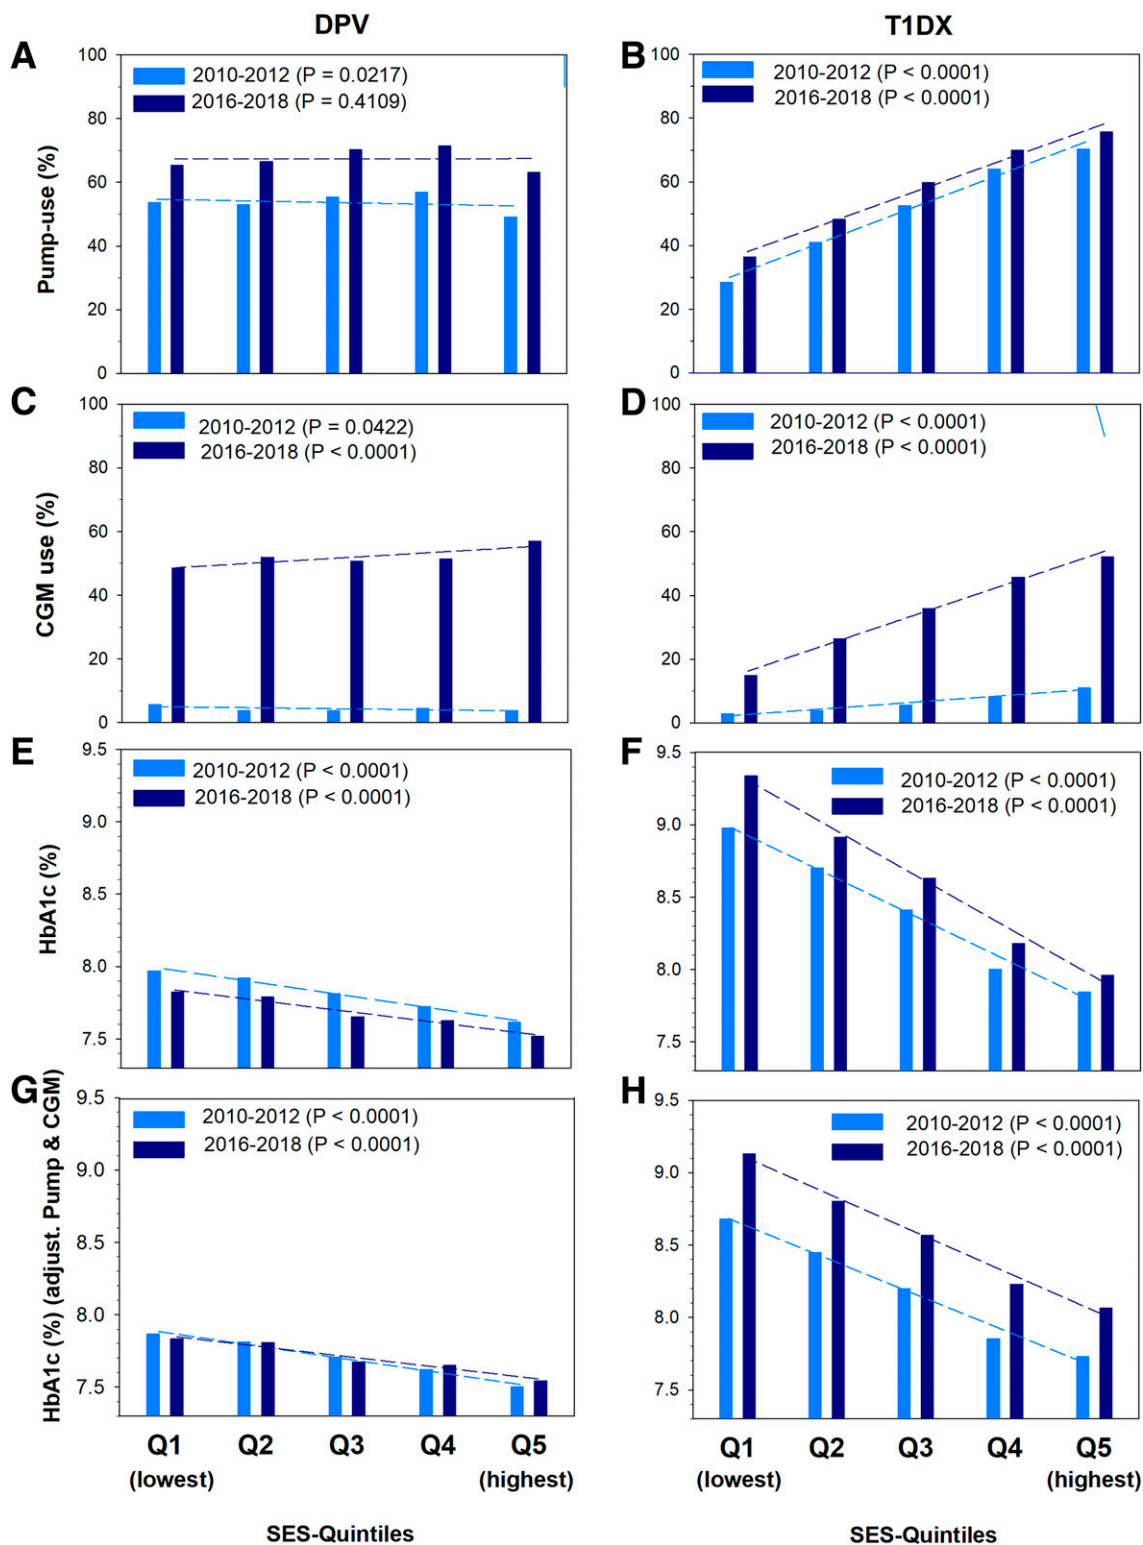 DPV
T1DX
A
100
80
60
40
20
0
Pump-use (%)
2010-2012 (P = 0.0217)
2016-2018 (P = 0.4109)
B
100
80
60
40
20
0
2010-2012 (P < 0.0001)
2016-2018 (P < 0.0001)
C
100
80
60
40
20
0
CGM use (%)
2010-2012 (P = 0.0422)
2016-2018 (P < 0.0001)
D
100
80
60
40
20
0
2010-2012 (P < 0.0001)
2016-2018 (P < 0.0001)
E
9.5
9.0
8.5
8.0
7.5
HbA1c (%)
2010-2012 (P < 0.0001)
2016-2018 (P < 0.0001)
F
9.5
9.0
8.5
8.0
7.5
2010-2012 (P < 0.0001)
2016-2018 (P < 0.0001)
G
9.5
9.0
8.5
8.0
7.5
HbA1c (%) (adjust. Pump & CGM)
2010-2012 (P < 0.0001)
2016-2018 (P < 0.0001)
H
9.5
9.0
8.5
8.0
7.5
2010-2012 (P < 0.0001)
2016-2018 (P < 0.0001)
Q1 Q2 Q3 Q4 Q5
(lowest) (highest)
SES-Quintiles
Q1 Q2 Q3 Q4 Q5
(lowest) (highest)
SES-Quintiles